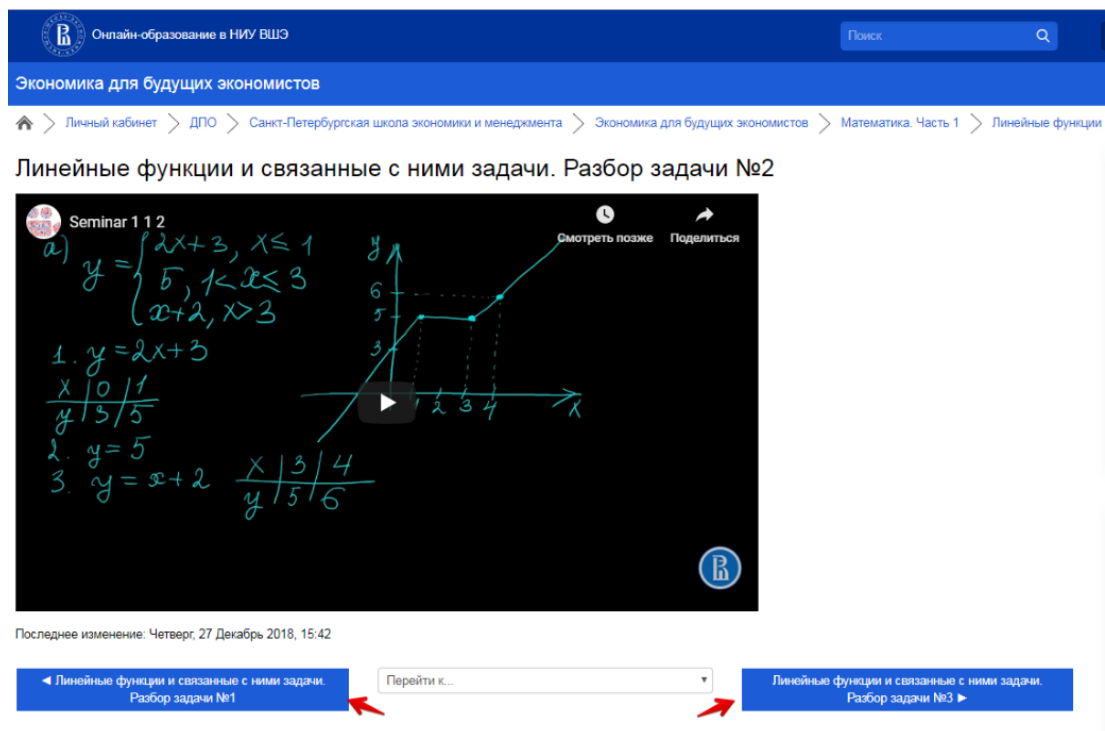 Онлайн-образование в НИУ ВШЭ
Поиск
Экономика для будущих экономистов
Личный кабинет
ДПО
Санкт-Петербургская школа экономики и менеджмента
Экономика для будущих экономистов
Математика. Часть 1
Линейные функции
Линейные функции и связанные с ними задачи. Разбор задачи №2
Seminar 1 1 2
Смотреть позже
Поделиться
a) y = { 2x+3, x ≤ 1
5, 1 < x ≤ 3
x+2, x > 3
1. y = 2x+3
x | 0 | 1
y | 3 | 5
2. y = 5
3. y = x + 2
x | 3 | 4
y | 5 | 6
y
6
5
3
1 2 3 4
x
Последнее изменение: Четверг, 27 Декабрь 2018, 15:42
◄ Линейные функции и связанные с ними задачи.
Разбор задачи №1
Перейти к...
Линейные функции и связанные с ними задачи.
Разбор задачи №3 ►